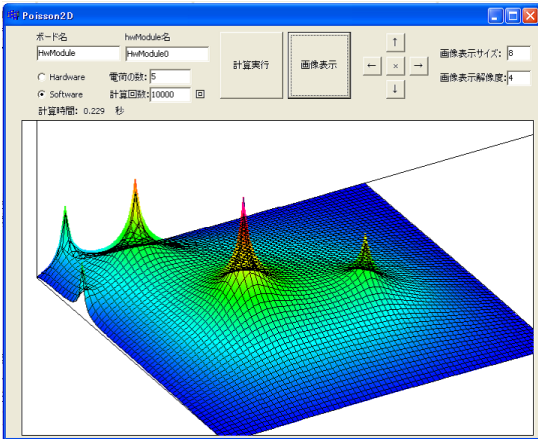 Poisson2D
ボード名 hwModule名
HwModule HwModule0
Hardware 電荷の数: 5
Software 計算回数: 10000 回
計算時間: 0.229 秒
計算実行 画像表示
↑
← × →
↓
画像表示サイズ: 8
画像表示解像度: 4